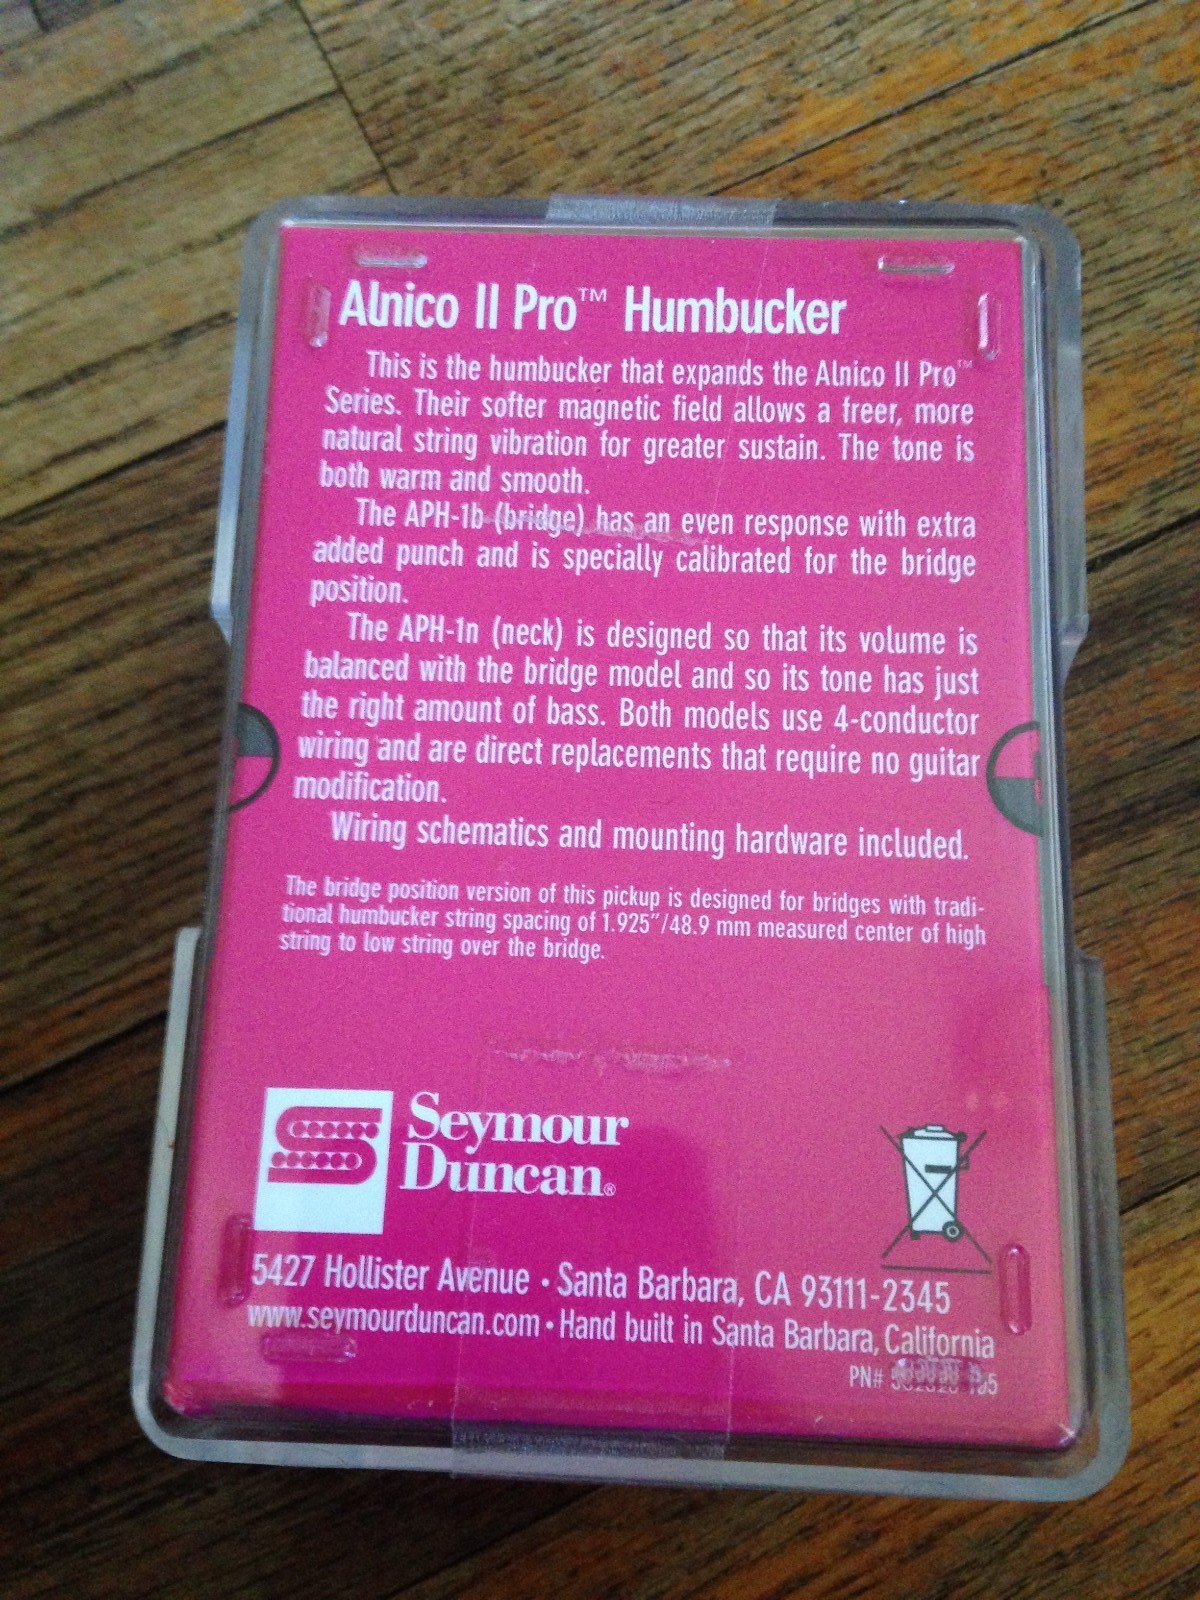 Alnico II Pro™ Humbucker
This is the humbucker that expands the Alnico II Pro™
Series. Their softer magnetic field allows a freer, more
natural string vibration for greater sustain. The tone is
both warm and smooth.
The APH-1b (bridge) has an even response with extra
added punch and is specially calibrated for the bridge
position.
The APH-1n (neck) is designed so that its volume is
balanced with the bridge model and so its tone has just
the right amount of bass. Both models use 4-conductor
wiring and are direct replacements that require no guitar
modification.
Wiring schematics and mounting hardware included.
The bridge position version of this pickup is designed for bridges with tradi-
tional humbucker string spacing of 1.925"/48.9 mm measured center of high
string to low string over the bridge.
Seymour
Duncan®
5427 Hollister Avenue • Santa Barbara, CA 93111-2345
www.seymourduncan.com • Hand built in Santa Barbara, California
PN#